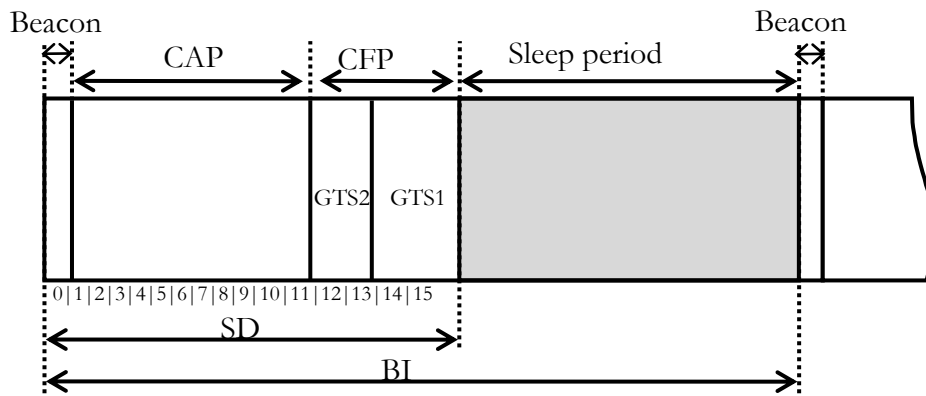 Beacon
Beacon
CAP
CFP
Sleep period
GTS2
GTS1
0|1|2|3|4|5|6|7|8|9|10|11|12|13|14|15
SD
BI